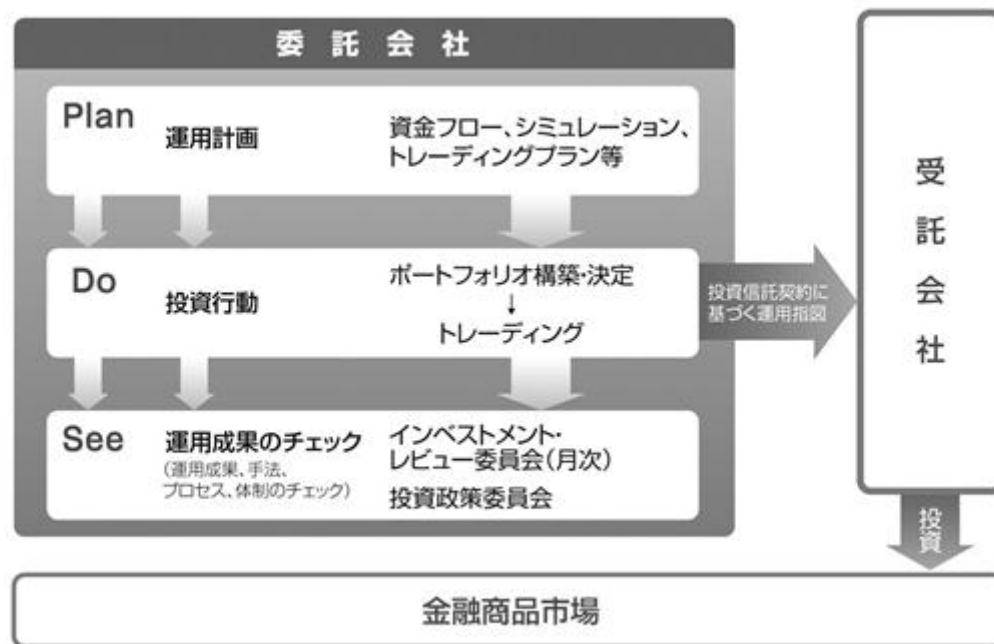 委託会社
Plan
運用計画
資金フロー、シミュレーション、
トレーディングプラン等
Do
投資行動
ポートフォリオ構築・決定
↓
トレーディング
投資信託契約に
基づく運用指図
See
運用成果のチェック
(運用成果、手法、
プロセス、体制のチェック)
インベストメント・
レビュー委員会(月次)
投資政策委員会
受託会社
投資
金融商品市場